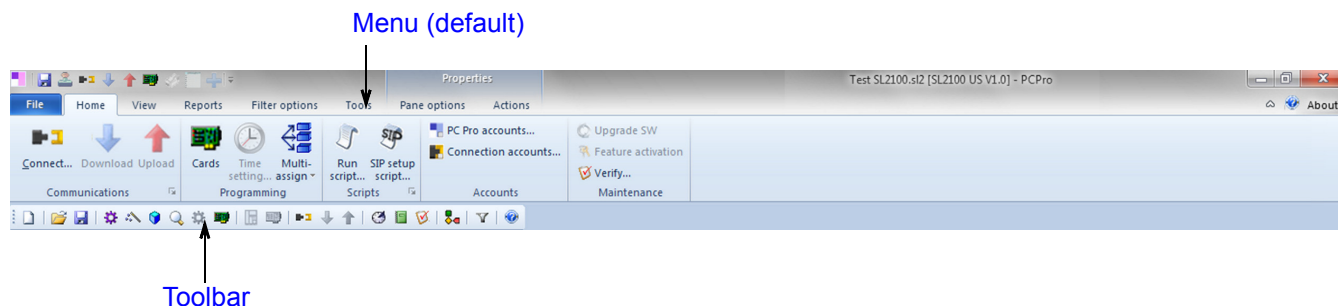 Menu (default)
Properties
Test SL2100.sl2 [SL2100 US V1.0] - PCPro
File Home View Reports Filter options Tools Pane options Actions About
Connect... Download Upload
Communications
Cards Time setting... Multi-assign
Programming
Run script... SIP setup script...
Scripts
PC Pro accounts...
Connection accounts...
Accounts
Upgrade SW
Feature activation
Verify...
Maintenance
Toolbar